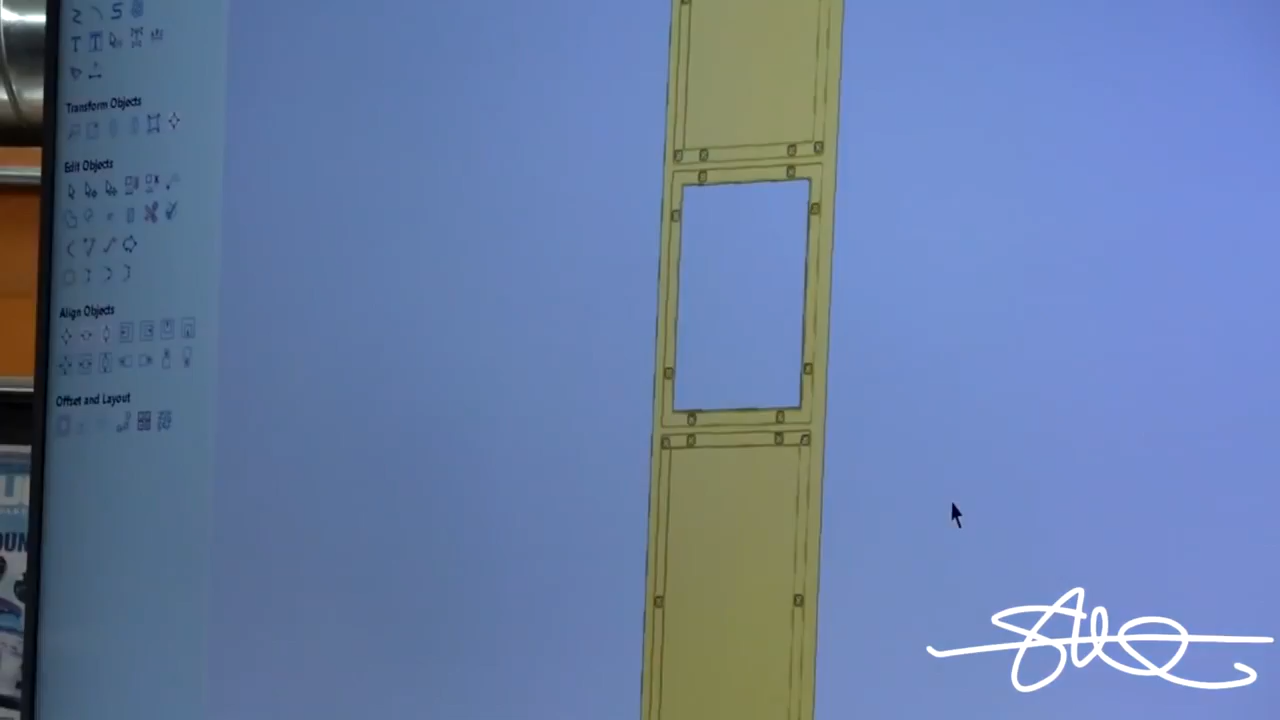 Transform Objects
Edit Objects
Align Objects
Offset and Layout